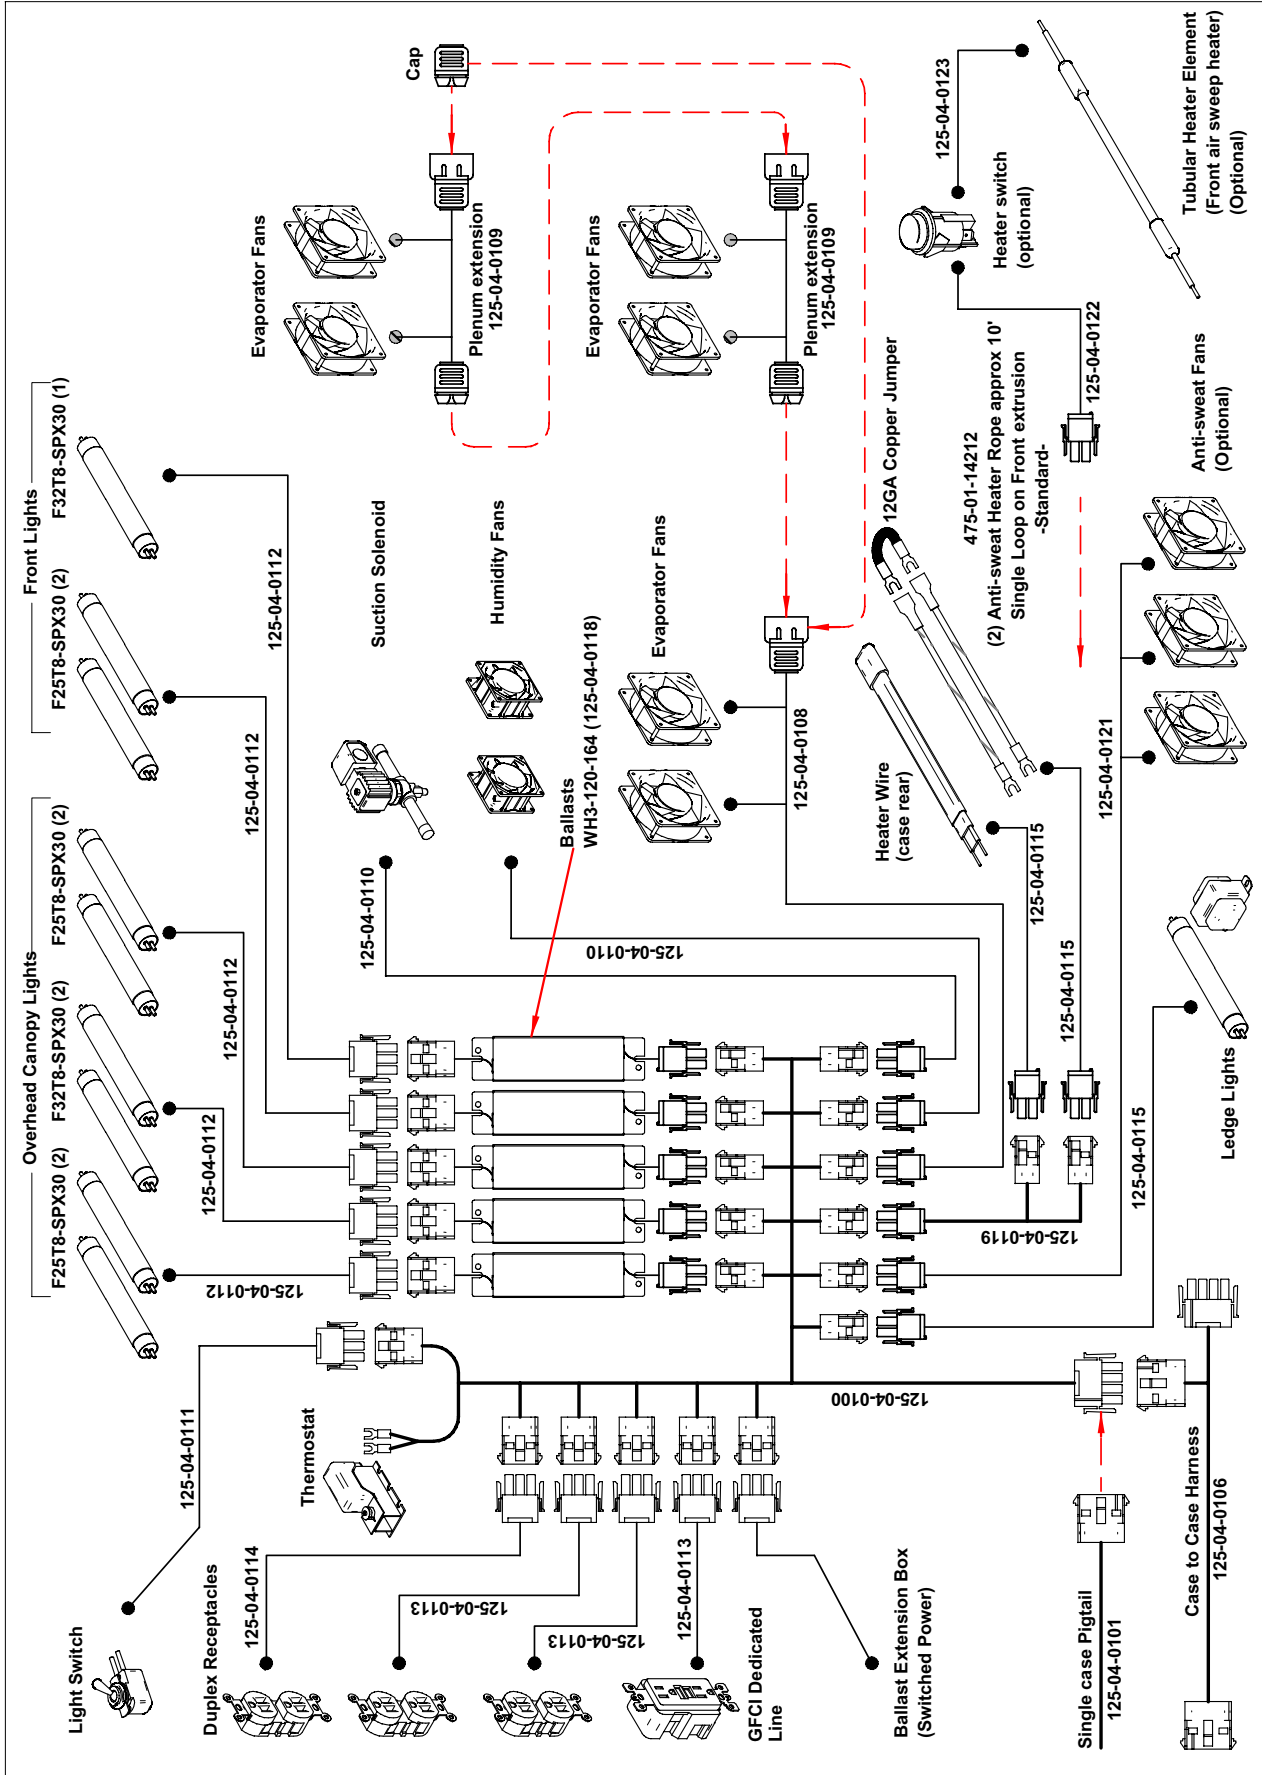 Light Switch
125-04-0111
Thermostat
Duplex Receptacles
125-04-0114
125-04-0113
125-04-0113
125-04-0113
GFCI Dedicated
Line
Ballast Extension Box
(Switched Power)
Single case Pigtail
125-04-0101
Case to Case Harness
125-04-0106
125-04-0100
Overhead Canopy Lights
F25T8-SPX30 (2)
F32T8-SPX30 (2)
F25T8-SPX30 (2)
125-04-0112
125-04-0112
125-04-0112
Front Lights
F25T8-SPX30 (2)
F32T8-SPX30 (1)
125-04-0112
125-04-0112
Suction Solenoid
125-04-0110
Humidity Fans
125-04-0110
Ballasts
WH3-120-164 (125-04-0118)
Evaporator Fans
125-04-0108
Heater Wire
(case rear)
125-04-0115
125-04-0115
125-04-0119
12GA Copper Jumper
475-01-14212
(2) Anti-sweat Heater Rope approx 10'
Single Loop on Front extrusion
-Standard-
125-04-0121
125-04-0115
Ledge Lights
Anti-sweat Fans
(Optional)
Evaporator Fans
Plenum extension
125-04-0109
Cap
Evaporator Fans
Plenum extension
125-04-0109
125-04-0123
Heater switch
(optional)
125-04-0122
Tubular Heater Element
(Front air sweep heater)
(Optional)